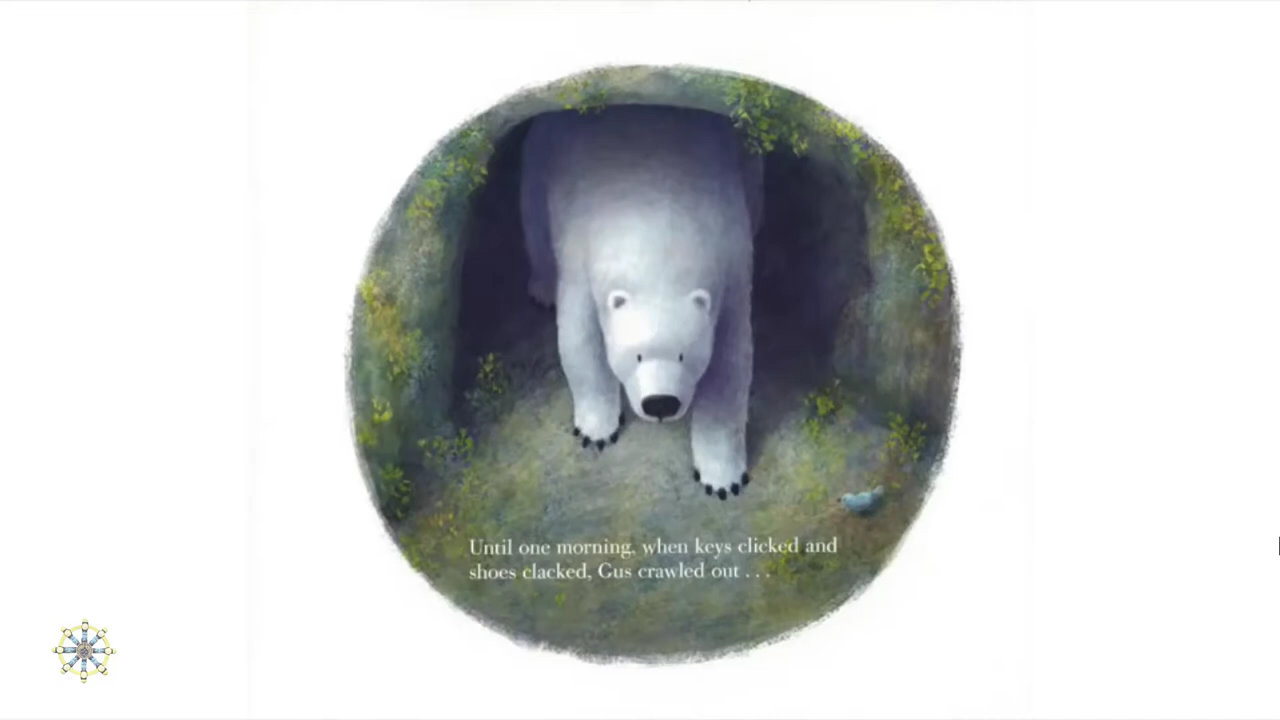 Until one morning, when keys clicked and
shoes clacked, Gus crawled out . . .